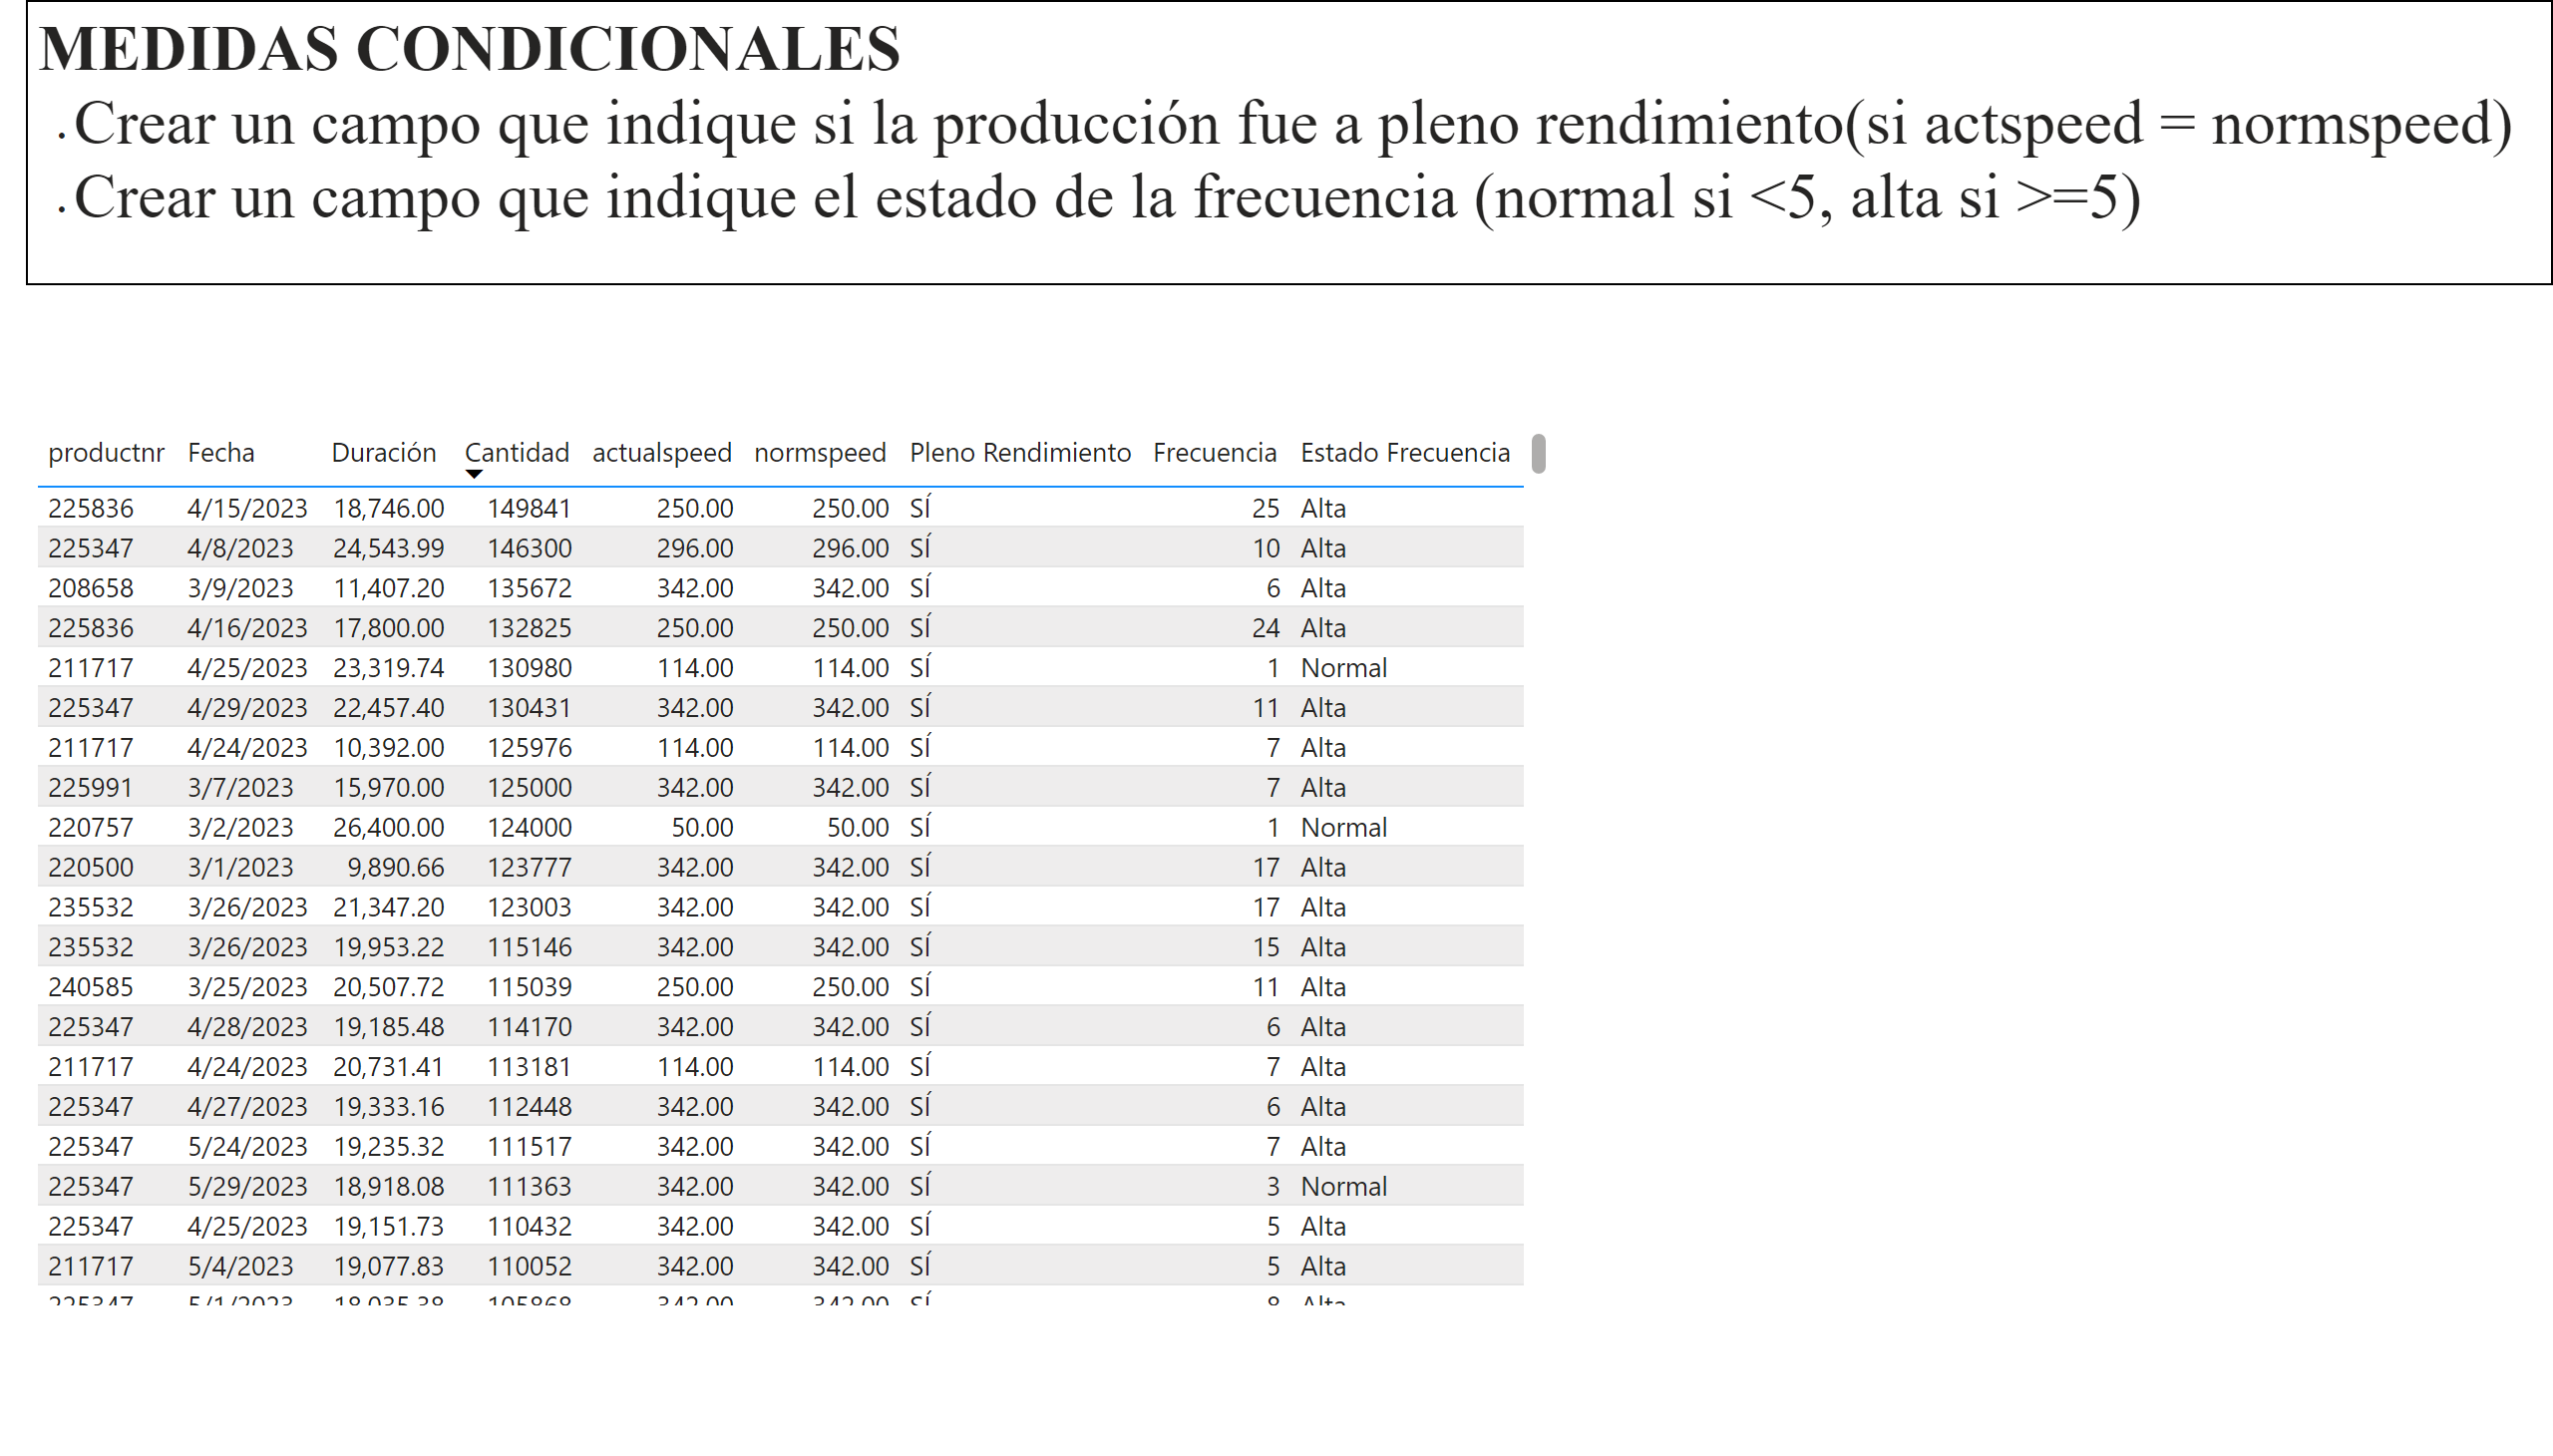 MEDIDAS CONDICIONALES
·Crear un campo que indique si la producción fue a pleno rendimiento(si actspeed = normspeed)
·Crear un campo que indique el estado de la frecuencia (normal si <5, alta si >=5)
productnr Fecha Duración Cantidad actualspeed normspeed Pleno Rendimiento Frecuencia Estado Frecuencia
225836 4/15/2023 18,746.00 149841 250.00 250.00 SÍ 25 Alta
225347 4/8/2023 24,543.99 146300 296.00 296.00 SÍ 10 Alta
208658 3/9/2023 11,407.20 135672 342.00 342.00 SÍ 6 Alta
225836 4/16/2023 17,800.00 132825 250.00 250.00 SÍ 24 Alta
211717 4/25/2023 23,319.74 130980 114.00 114.00 SÍ 1 Normal
225347 4/29/2023 22,457.40 130431 342.00 342.00 SÍ 11 Alta
211717 4/24/2023 10,392.00 125976 114.00 114.00 SÍ 7 Alta
225991 3/7/2023 15,970.00 125000 342.00 342.00 SÍ 7 Alta
220757 3/2/2023 26,400.00 124000 50.00 50.00 SÍ 1 Normal
220500 3/1/2023 9,890.66 123777 342.00 342.00 SÍ 17 Alta
235532 3/26/2023 21,347.20 123003 342.00 342.00 SÍ 17 Alta
235532 3/26/2023 19,953.22 115146 342.00 342.00 SÍ 15 Alta
240585 3/25/2023 20,507.72 115039 250.00 250.00 SÍ 11 Alta
225347 4/28/2023 19,185.48 114170 342.00 342.00 SÍ 6 Alta
211717 4/24/2023 20,731.41 113181 114.00 114.00 SÍ 7 Alta
225347 4/27/2023 19,333.16 112448 342.00 342.00 SÍ 6 Alta
225347 5/24/2023 19,235.32 111517 342.00 342.00 SÍ 7 Alta
225347 5/29/2023 18,918.08 111363 342.00 342.00 SÍ 3 Normal
225347 4/25/2023 19,151.73 110432 342.00 342.00 SÍ 5 Alta
211717 5/4/2023 19,077.83 110052 342.00 342.00 SÍ 5 Alta